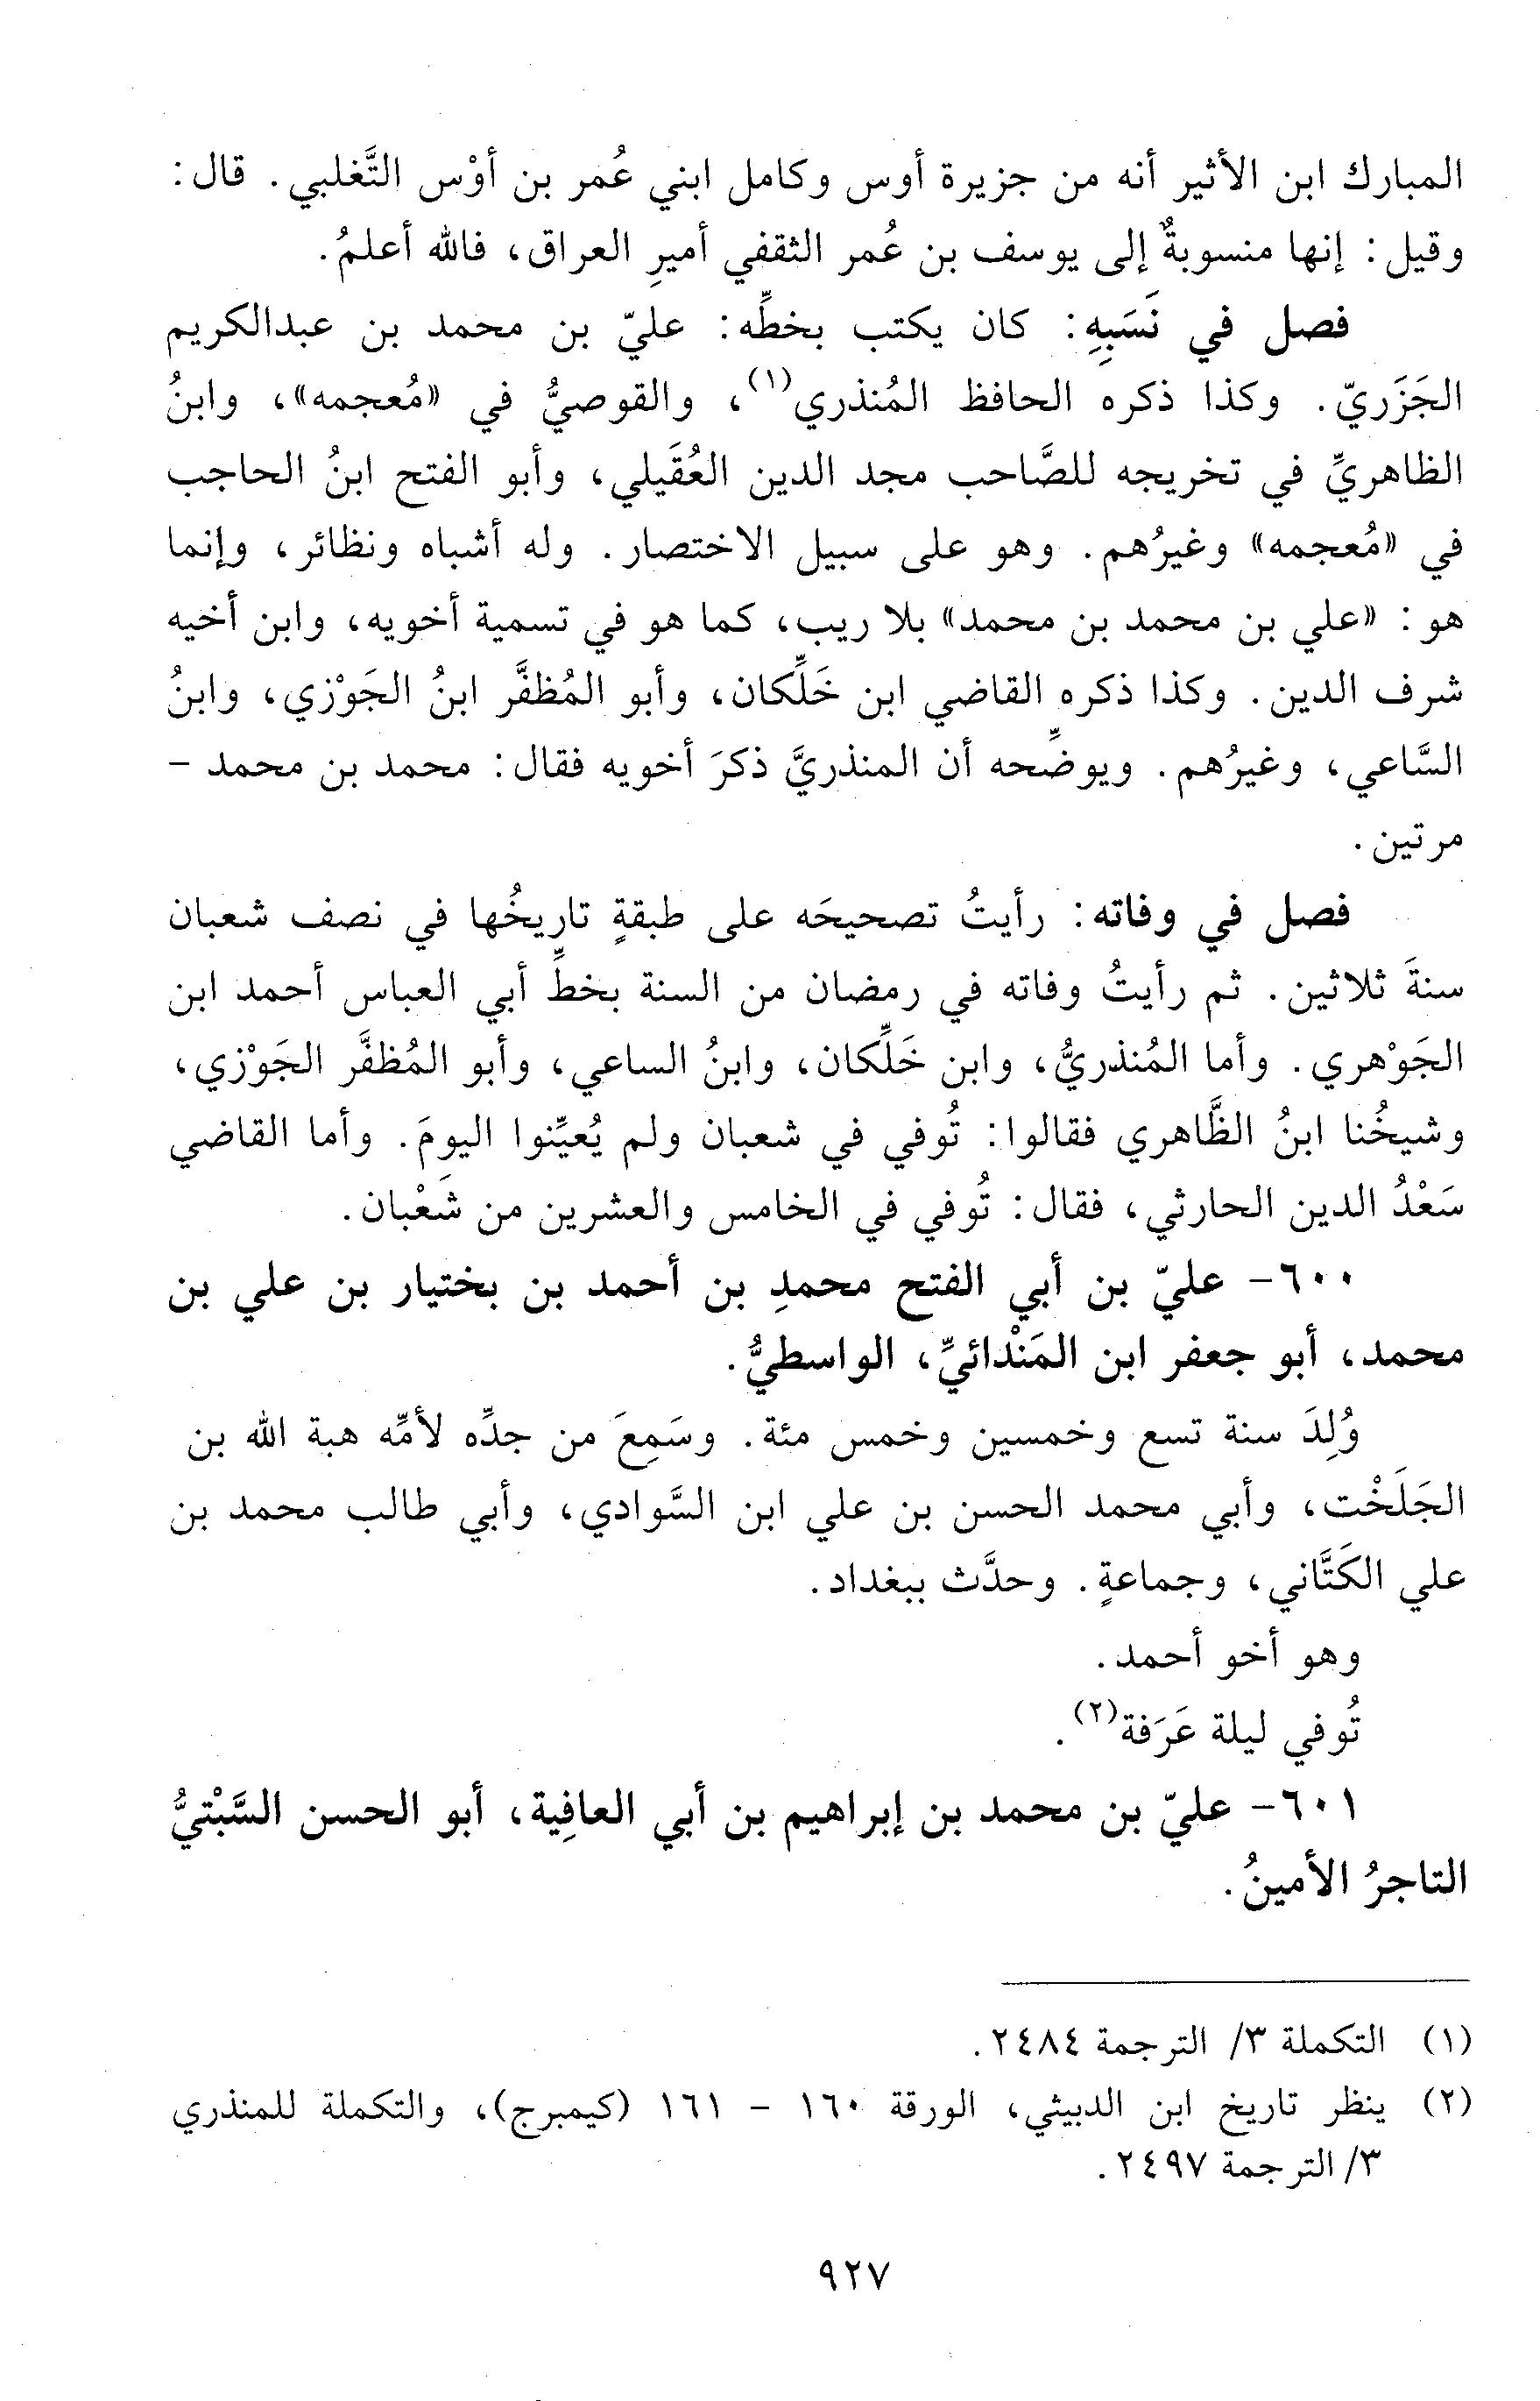 المبارك ابن الأثير أنه من جزيرة أوس وكامل ابني عُمر بن أوْس التَّغلبي. قال:
وقيل: إنها منسوبةٌ إلى يوسف بن عُمر الثقفي أميرِ العراق، فالله أعلمُ.
فصل في نَسَبِهِ: كان يكتب بخطِّه: عليّ بن محمد بن عبدالكريم
الجَزَريّ. وكذا ذكره الحافظ المُنذري(١)، والقوصيُّ في «مُعجمه»، وابنُ
الظاهريِّ في تخريجه للصَّاحب مجد الدين العُقَيلي، وأبو الفتح ابنُ الحاجب
في «مُعجمه» وغيرُهم. وهو على سبيل الاختصار. وله أشباه ونظائر، وإنما
هو: «علي بن محمد بن محمد» بلا ريب، كما هو في تسمية أخويه، وابن أخيه
شرف الدين. وكذا ذكره القاضي ابن خَلِّكان، وأبو المُظفَّر ابنُ الجَوْزي، وابنُ
السَّاعي، وغيرُهم. ويوضِّحه أن المنذريَّ ذكرَ أخويه فقال: محمد بن محمد -
مرتين.
فصل في وفاته: رأيتُ تصحيحَه على طبقةٍ تاريخُها في نصف شعبان
سنةَ ثلاثين. ثم رأيتُ وفاته في رمضان من السنة بخطِّ أبي العباس أحمد ابن
الجَوْهري. وأما المُنذريُّ، وابن خَلِّكان، وابنُ الساعي، وأبو المُظفَّر الجَوْزي،
وشيخُنا ابنُ الظَّاهري فقالوا: تُوفي في شعبان ولم يُعيِّنوا اليومَ. وأما القاضي
سَعْدُ الدين الحارثي، فقال: تُوفي في الخامس والعشرين من شَعْبان.
٦٠٠- عليّ بن أبي الفتح محمدِ بن أحمد بن بختيار بن علي بن
محمد، أبو جعفر ابن المَنْدائيِّ، الواسطيُّ.
وُلِدَ سنة تسع وخمسين وخمس مئة. وسَمِعَ من جدِّه لأمِّه هبة الله بن
الجَلَخْت، وأبي محمد الحسن بن علي ابن السَّوادي، وأبي طالب محمد بن
علي الكَتَّاني، وجماعةٍ. وحدَّث ببغداد.
وهو أخو أحمد.
تُوفي ليلة عَرَفة(٢).
٦٠١- عليّ بن محمد بن إبراهيم بن أبي العافِية، أبو الحسن السَّبْتيُّ
التاجرُ الأمينُ.
(١) التكملة ٣/ الترجمة ٢٤٨٤.
(٢) ينظر تاريخ ابن الدبيثي، الورقة ١٦٠ - ١٦١ (كيمبرج)، والتكملة للمنذري
٣/ الترجمة ٢٤٩٧.
٩٢٧